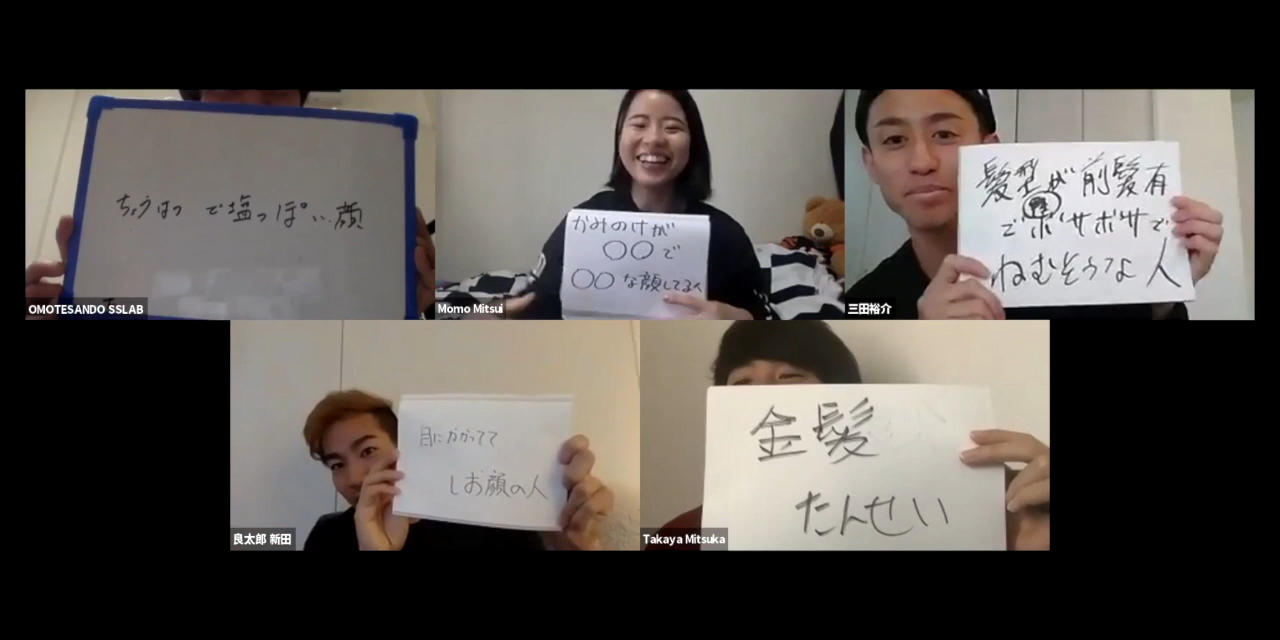 ちょうはつ で塩っぽい顔
OMOTESANDO SSLAB
かみのけが
〇〇で
〇〇な顔してる人
Momo Mitsui
髪型が前髪有
でボサボサで
ねむそうな人
三田裕介
目にかかってて
しお顔の人
良太郎 新田
金髪
たんせい
Takaya Mitsuka